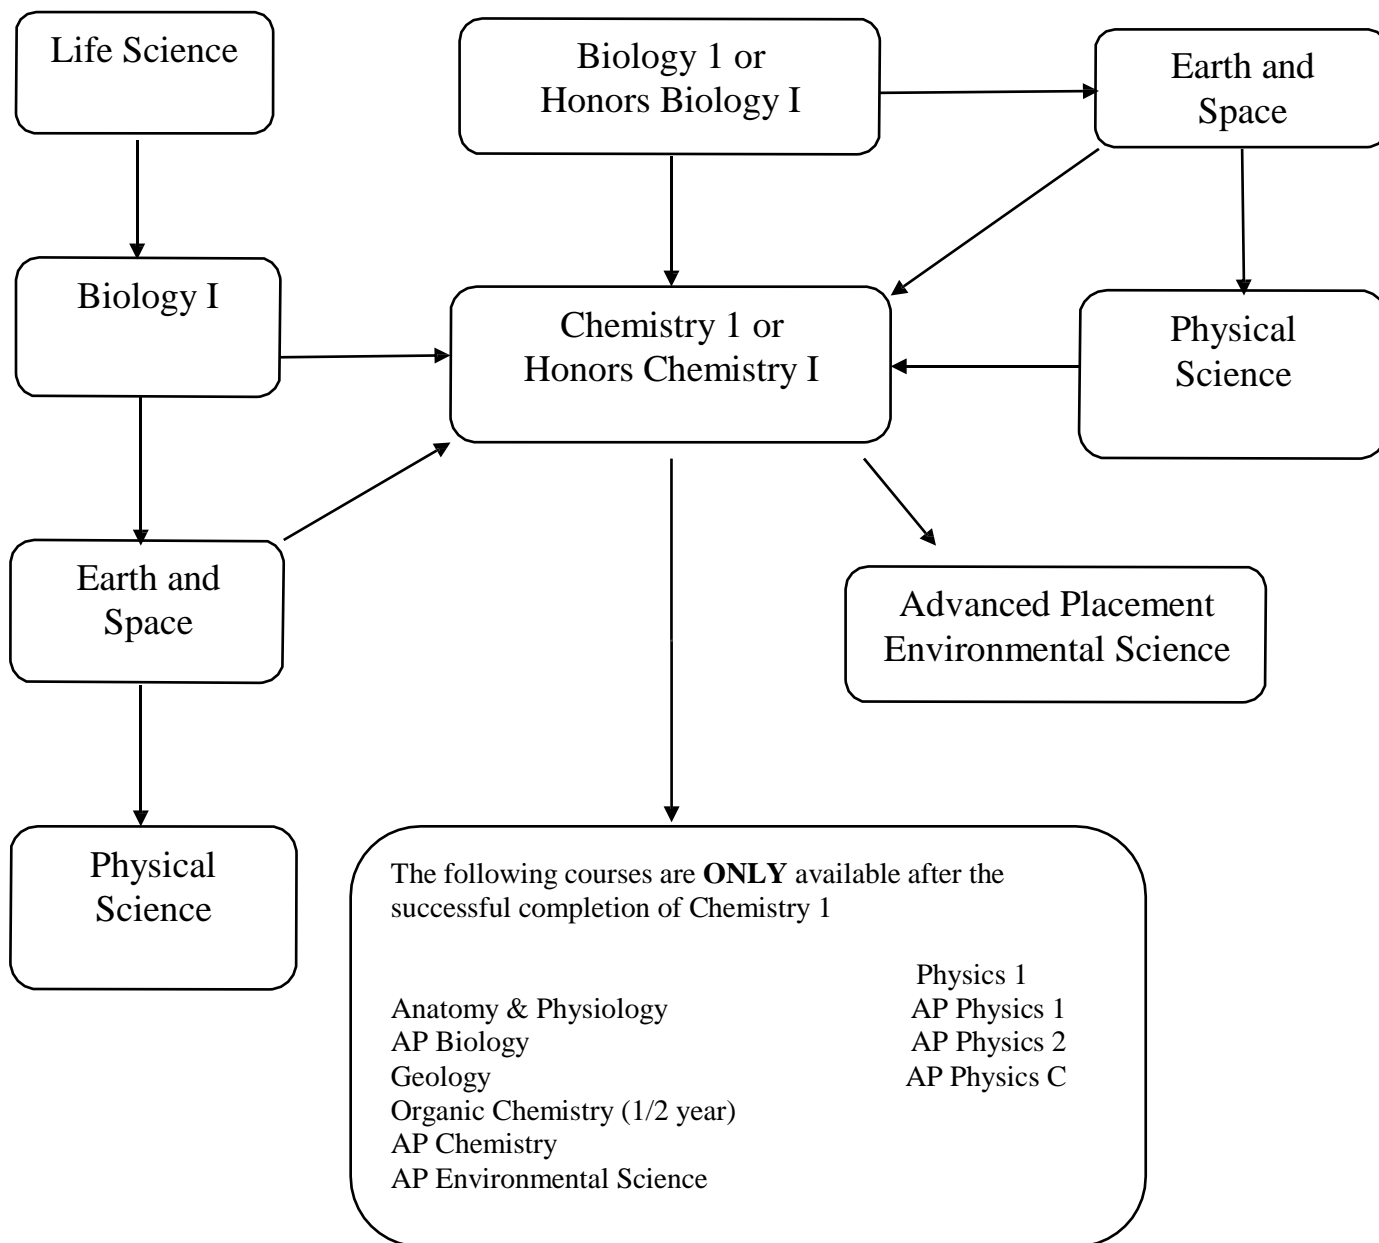 Life Science
Biology 1 or
Honors Biology I
Earth and
Space
Biology I
Chemistry 1 or
Honors Chemistry I
Physical
Science
Earth and
Space
Advanced Placement
Environmental Science
Physical
Science
The following courses are ONLY available after the
successful completion of Chemistry 1
Physics 1
Anatomy & Physiology
AP Physics 1
AP Biology
AP Physics 2
Geology
AP Physics C
Organic Chemistry (1/2 year)
AP Chemistry
AP Environmental Science